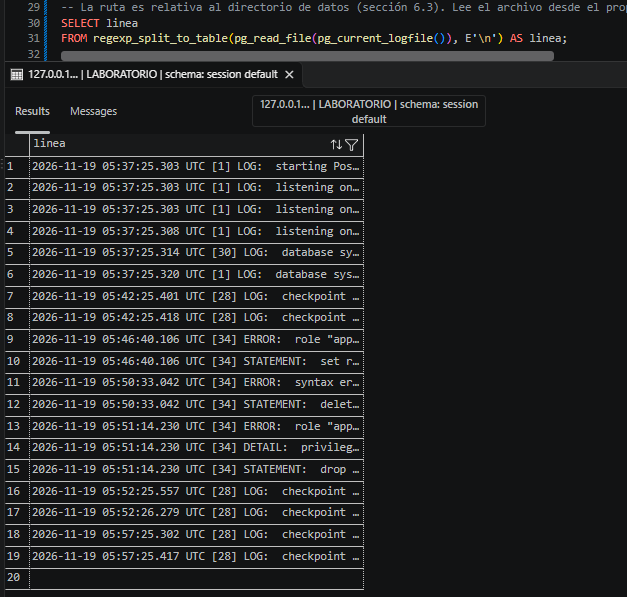 29 -- La ruta es relativa al directorio de datos (sección 6.3). Lee el archivo desde el prop
30 SELECT linea
31 FROM regexp_split_to_table(pg_read_file(pg_current_logfile()), E'\n') AS linea;
32
127.0.0.1... | LABORATORIO | schema: session default ✕
Results Messages
127.0.0.1... | LABORATORIO | schema: session
default
linea
1 2026-11-19 05:37:25.303 UTC [1] LOG:  starting Pos…
2 2026-11-19 05:37:25.303 UTC [1] LOG:  listening on…
3 2026-11-19 05:37:25.303 UTC [1] LOG:  listening on…
4 2026-11-19 05:37:25.308 UTC [1] LOG:  listening on…
5 2026-11-19 05:37:25.314 UTC [30] LOG:  database sy…
6 2026-11-19 05:37:25.320 UTC [1] LOG:  database sys…
7 2026-11-19 05:42:25.401 UTC [28] LOG:  checkpoint …
8 2026-11-19 05:42:25.418 UTC [28] LOG:  checkpoint …
9 2026-11-19 05:46:40.106 UTC [34] ERROR:  role "app…
10 2026-11-19 05:46:40.106 UTC [34] STATEMENT:  set r…
11 2026-11-19 05:50:33.042 UTC [34] ERROR:  syntax er…
12 2026-11-19 05:50:33.042 UTC [34] STATEMENT:  delet…
13 2026-11-19 05:51:14.230 UTC [34] ERROR:  role "app…
14 2026-11-19 05:51:14.230 UTC [34] DETAIL:  privileg…
15 2026-11-19 05:51:14.230 UTC [34] STATEMENT:  drop …
16 2026-11-19 05:52:25.557 UTC [28] LOG:  checkpoint …
17 2026-11-19 05:52:26.279 UTC [28] LOG:  checkpoint …
18 2026-11-19 05:57:25.302 UTC [28] LOG:  checkpoint …
19 2026-11-19 05:57:25.417 UTC [28] LOG:  checkpoint …
20